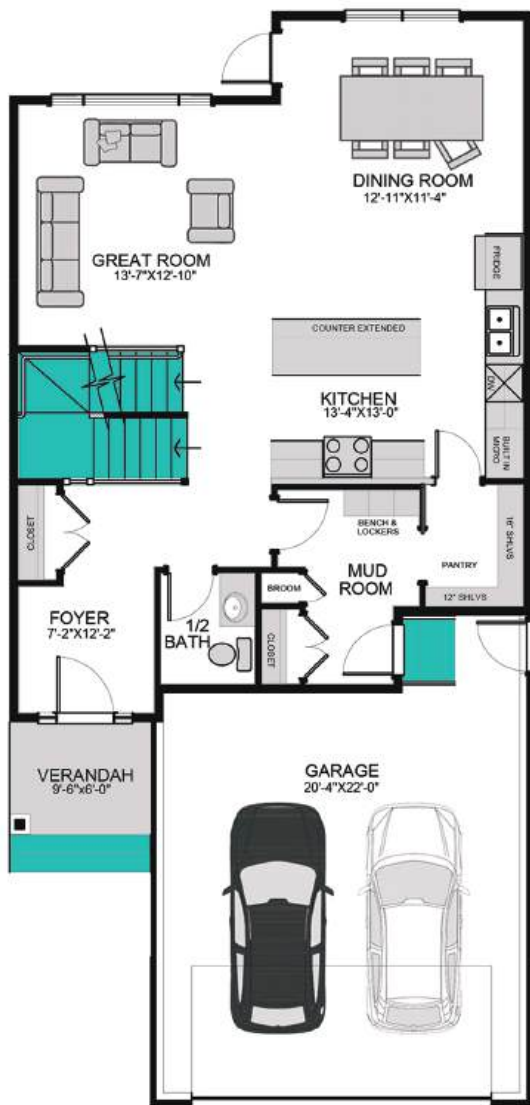 DINING ROOM
12'-11"X11'-4"
GREAT ROOM
13'-7"X12'-10"
FRIDGE
COUNTER EXTENDED
DW
KITCHEN
13'-4"X13'-0"
BUILT IN
MICRO
CLOSET
BENCH &
LOCKERS
16" SHLVS
PANTRY
MUD
ROOM
BROOM
12" SHLVS
FOYER
7'-2"X12'-2"
1/2
BATH
CLOSET
VERANDAH
9'-6"x6'-0"
GARAGE
20'-4"X22'-0"